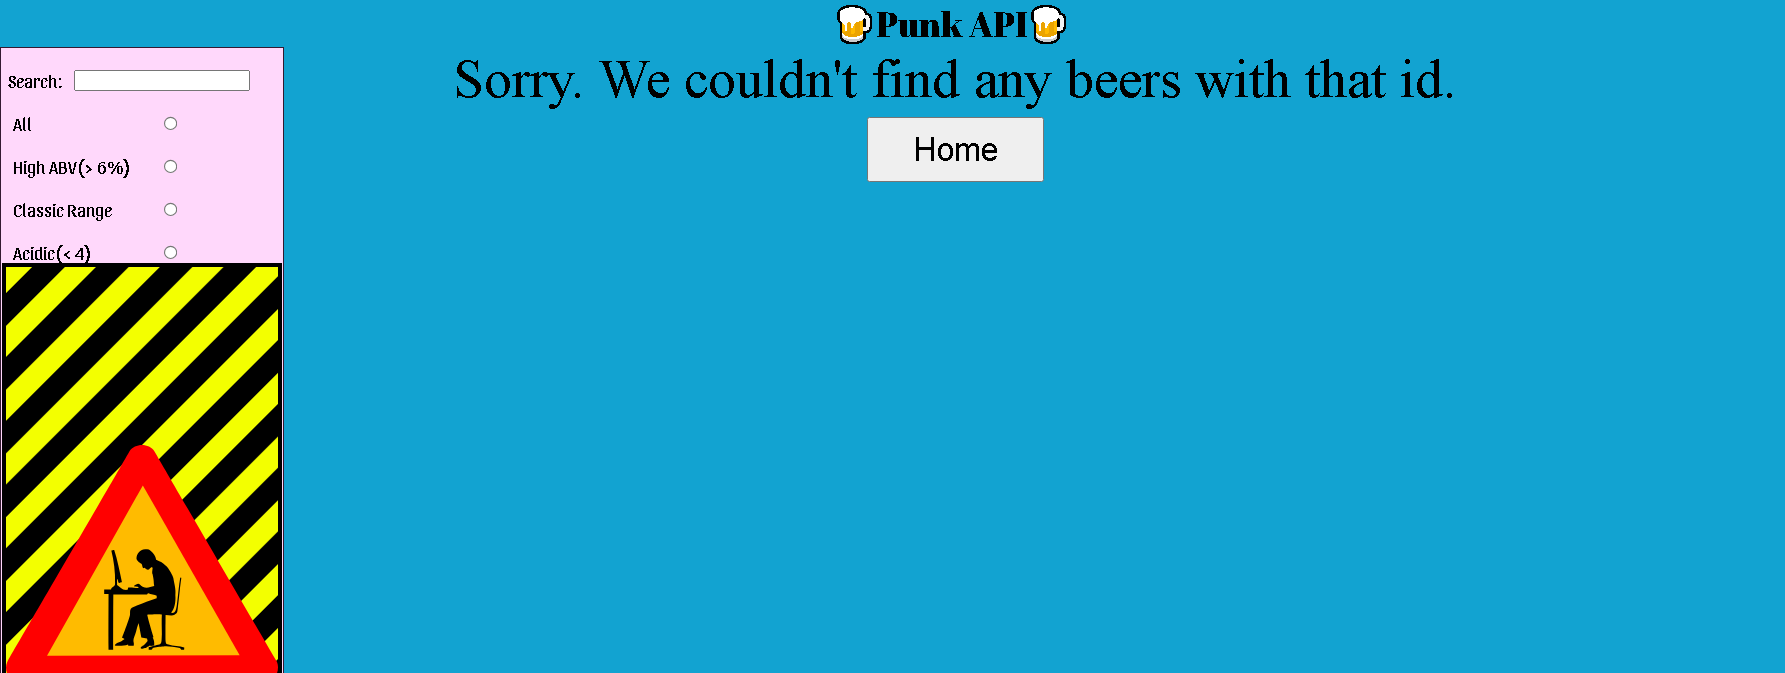 🍺Punk API🍺
Search:
All
High ABV(> 6%)
Classic Range
Acidic(< 4)
Sorry. We couldn't find any beers with that id.
Home